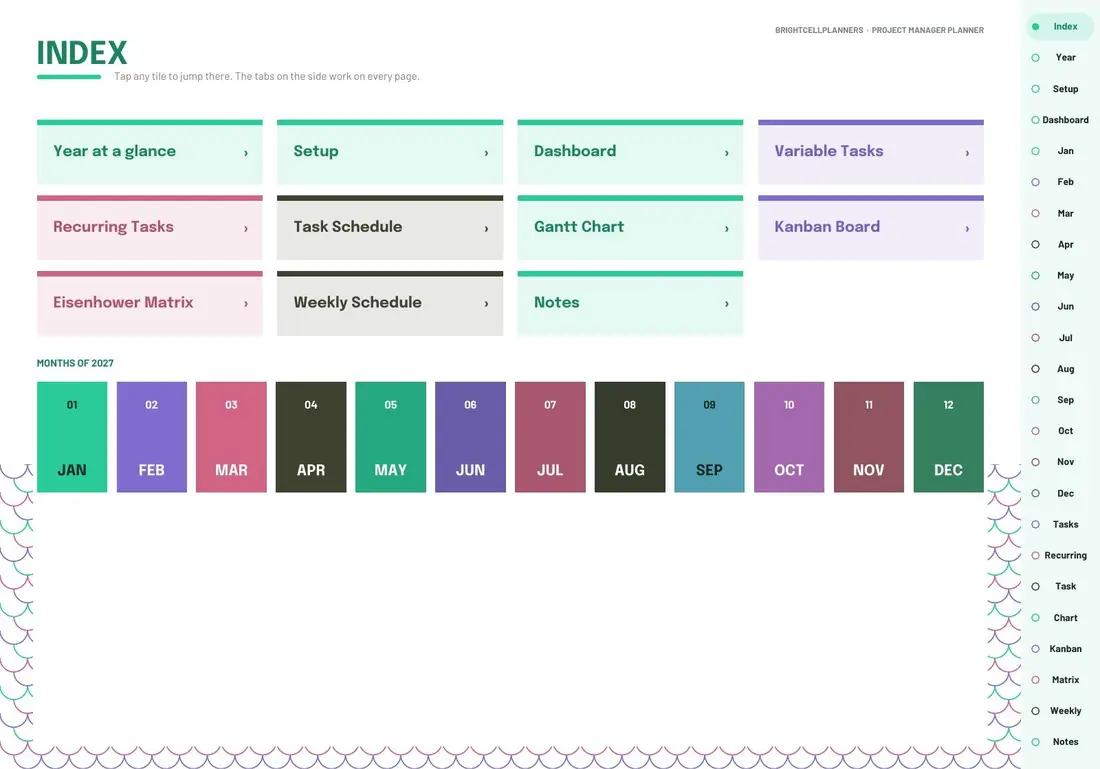 BRIGHTCELLPLANNERS · PROJECT MANAGER PLANNER
INDEX
Tap any tile to jump there. The tabs on the side work on every page.
Year at a glance ›
Setup ›
Dashboard ›
Variable Tasks ›
Recurring Tasks ›
Task Schedule ›
Gantt Chart ›
Kanban Board ›
Eisenhower Matrix ›
Weekly Schedule ›
Notes ›
MONTHS OF 2027
01
JAN
02
FEB
03
MAR
04
APR
05
MAY
06
JUN
07
JUL
08
AUG
09
SEP
10
OCT
11
NOV
12
DEC
Index
Year
Setup
Dashboard
Jan
Feb
Mar
Apr
May
Jun
Jul
Aug
Sep
Oct
Nov
Dec
Tasks
Recurring
Task
Chart
Kanban
Matrix
Weekly
Notes